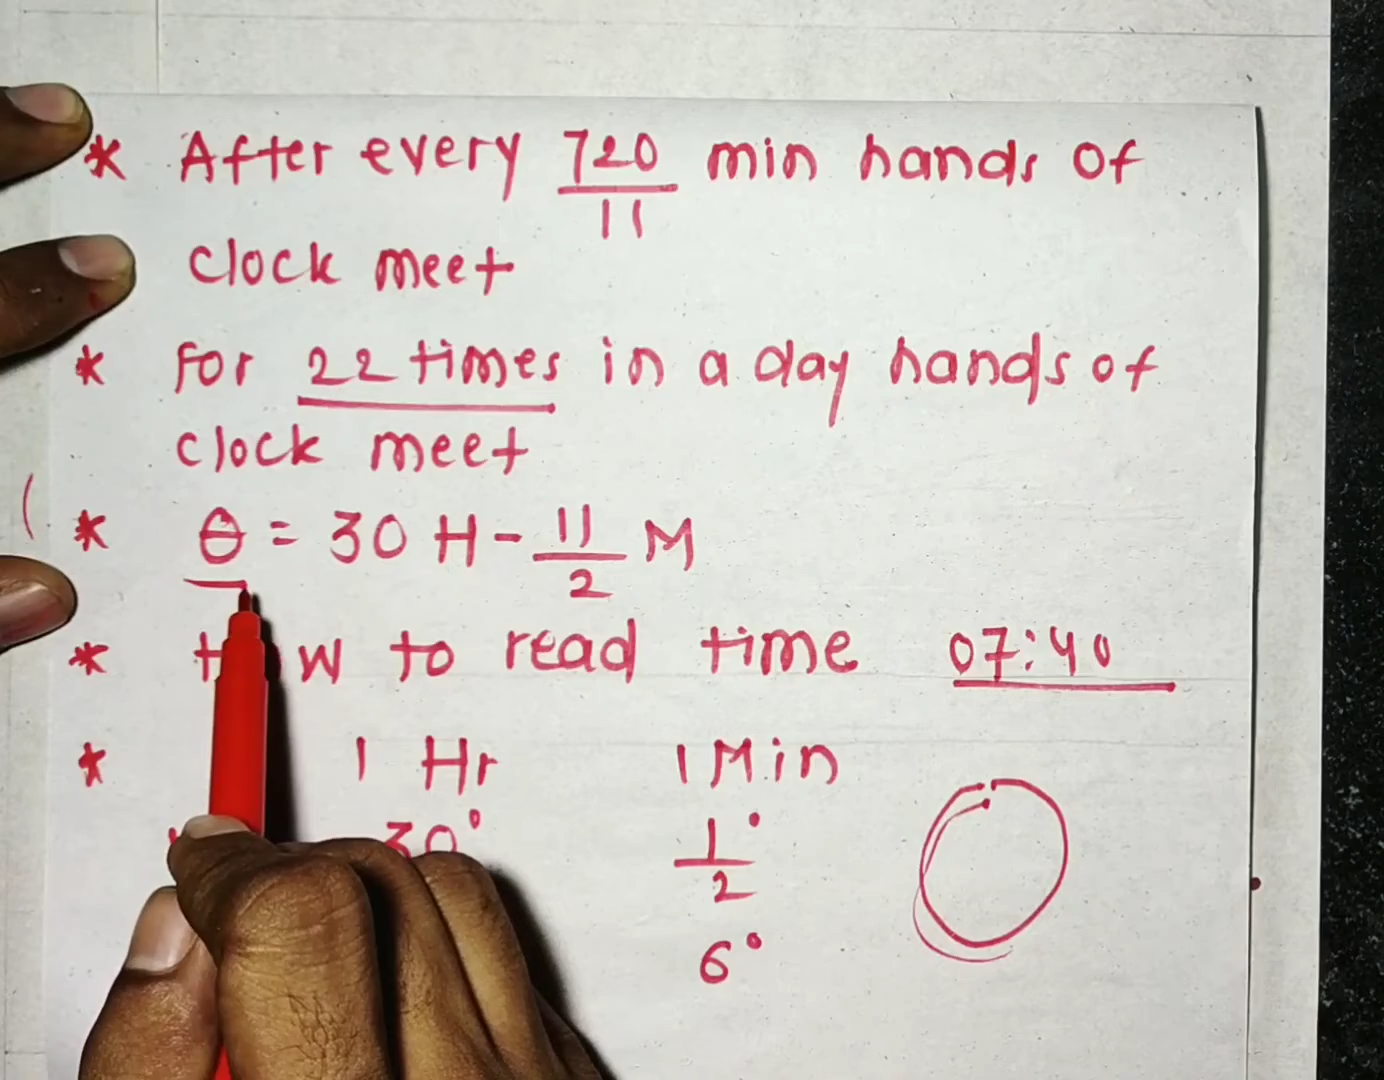 * After every 720/11 min hands of
clock meet
* For 22 times in a day hands of
clock meet
* θ = 30 H - 11/2 M
* to read time 07:40
* 1 Hr 1 Min
30° 1/2°
6°